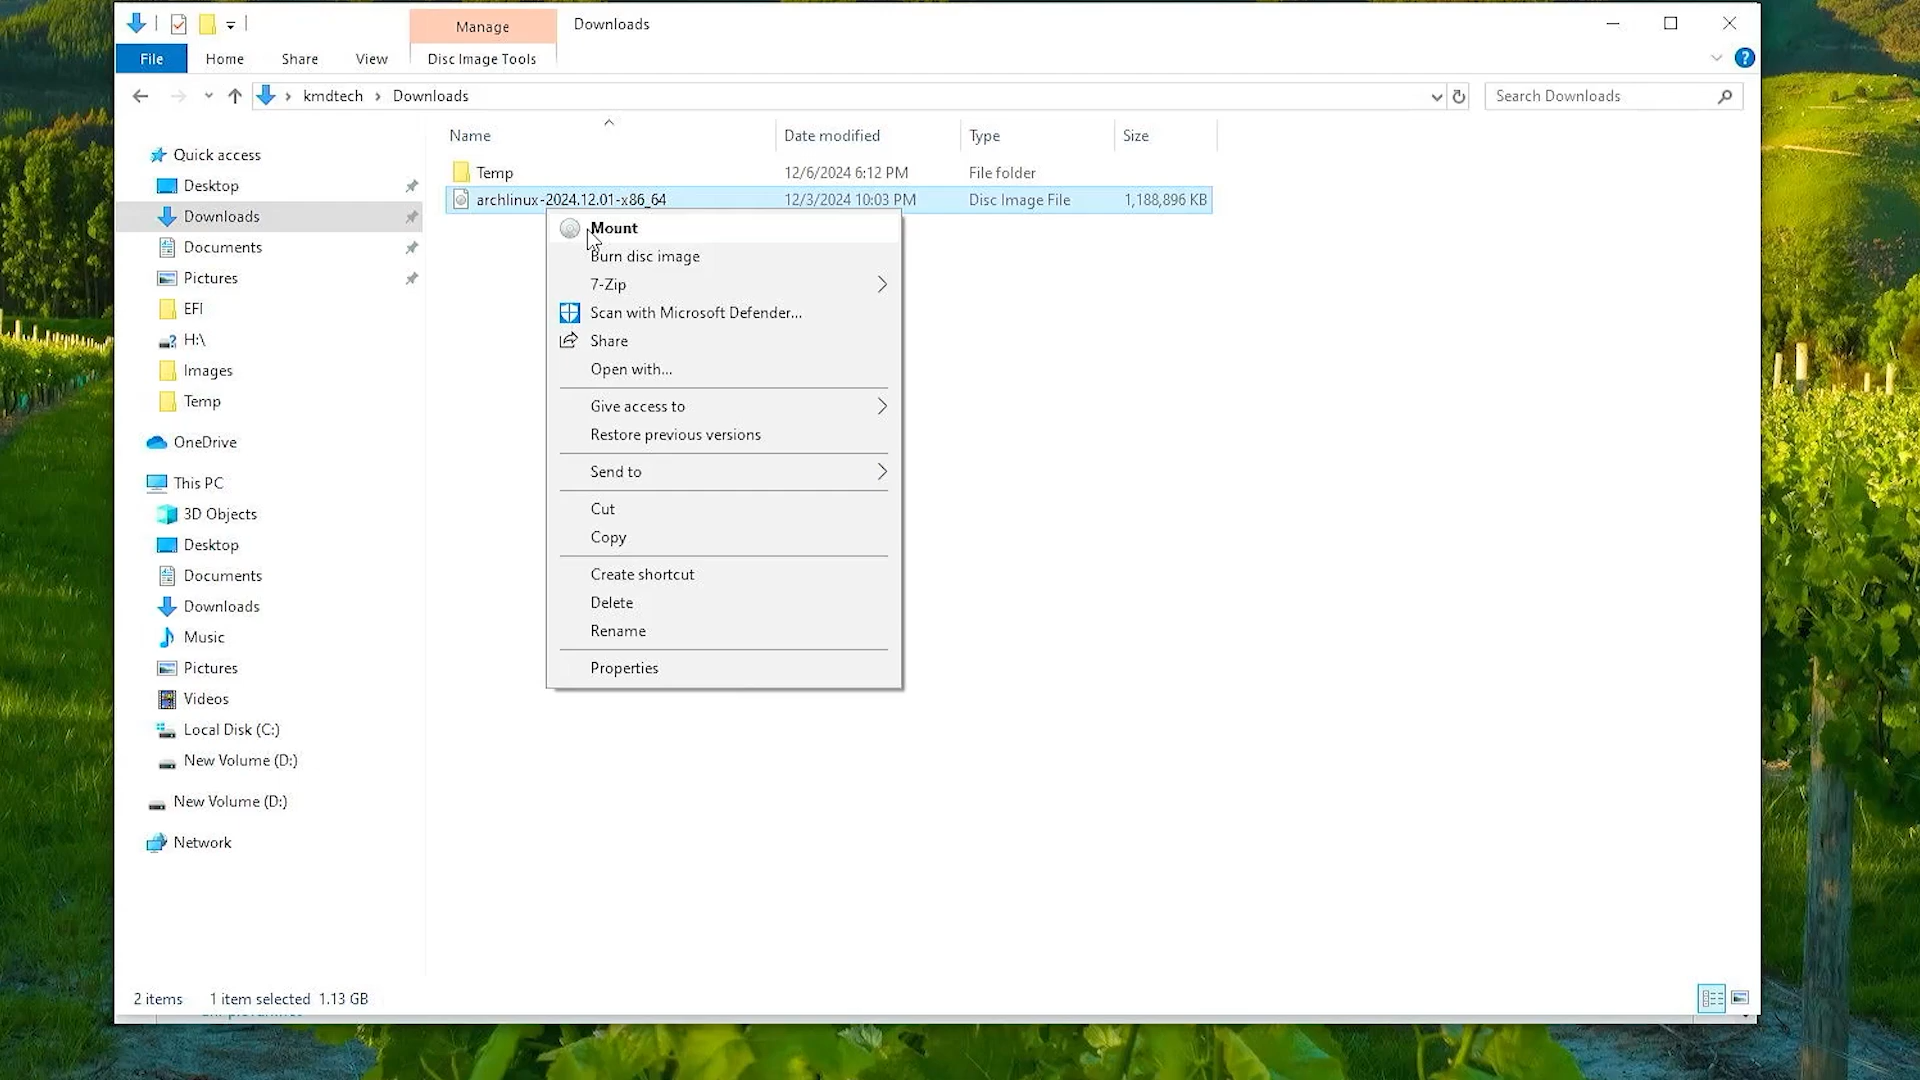 Manage
Downloads
File
Home
Share
View
Disc Image Tools
kmdtech
Downloads
Search Downloads
Name
Date modified
Type
Size
Quick access
Desktop
Downloads
Documents
Pictures
EFI
H:\
Images
Temp
OneDrive
This PC
3D Objects
Desktop
Documents
Downloads
Music
Pictures
Videos
Local Disk (C:)
New Volume (D:)
New Volume (D:)
Network
Temp 12/6/2024 6:12 PM File folder
archlinux-2024.12.01-x86_64 12/3/2024 10:03 PM Disc Image File 1,188,896 KB
Mount
Burn disc image
7-Zip
Scan with Microsoft Defender...
Share
Open with...
Give access to
Restore previous versions
Send to
Cut
Copy
Create shortcut
Delete
Rename
Properties
2 items 1 item selected 1.13 GB